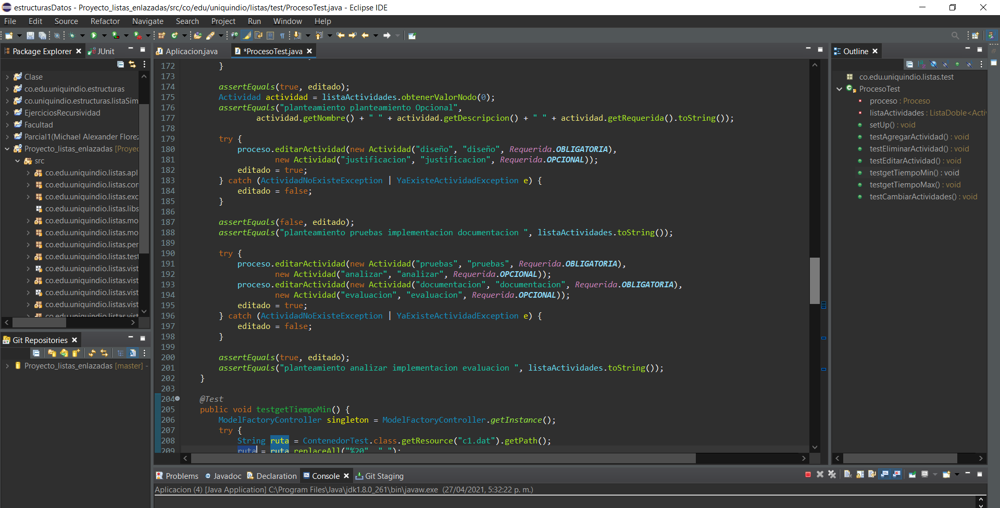 estructurasDatos - Proyecto_listas_enlazadas/src/co/edu/uniquindio/listas/test/ProcesoTest.java - Eclipse IDE
File Edit Source Refactor Navigate Search Project Run Window Help
Package Explorer JUnit
Clase
co.edu.uniquindio.estructuras
co.uniquindio.estructuras.listaSim
EjerciciosRecursividad
Facultad
Parcial1(Michael Alexander Florez
Proyecto_listas_enlazadas [Proyec
src
co.edu.uniquindio.listas.apl
co.edu.uniquindio.listas.cor
co.edu.uniquindio.listas.exc
co.edu.uniquindio.listas.libs
co.edu.uniquindio.listas.mo
co.edu.uniquindio.listas.mo
co.edu.uniquindio.listas.per
co.edu.uniquindio.listas.test
co.edu.uniquindio.listas.vist
co.edu.uniquindio.listas.vist
co.edu.uniquindio.listas.vist
co.edu.uniquindio.listas.vist
co.edu.uniquindio.listas.vist
Git Repositories
Proyecto_listas_enlazadas [master] -
Aplicacion.java *ProcesoTest.java
172 }
173
174 assertEquals(true, editado);
175 Actividad actividad = listaActividades.obtenerValorNodo(0);
176 assertEquals("planteamiento planteamiento Opcional",
177 actividad.getNombre() + " " + actividad.getDescripcion() + " " + actividad.getRequerida().toString());
178
179 try {
180 proceso.editarActividad(new Actividad("diseño", "diseño", Requerida.OBLIGATORIA),
181 new Actividad("justificacion", "justificacion", Requerida.OPCIONAL));
182 editado = true;
183 } catch (ActividadNoExisteException | YaExisteActividadException e) {
184 editado = false;
185 }
186
187 assertEquals(false, editado);
188 assertEquals("planteamiento pruebas implementacion documentacion ", listaActividades.toString());
189
190 try {
191 proceso.editarActividad(new Actividad("pruebas", "pruebas", Requerida.OBLIGATORIA),
192 new Actividad("analizar", "analizar", Requerida.OPCIONAL));
193 proceso.editarActividad(new Actividad("documentacion", "documentacion", Requerida.OBLIGATORIA),
194 new Actividad("evaluacion", "evaluacion", Requerida.OPCIONAL));
195 editado = true;
196 } catch (ActividadNoExisteException | YaExisteActividadException e) {
197 editado = false;
198 }
199
200 assertEquals(true, editado);
201 assertEquals("planteamiento analizar implementacion evaluacion ", listaActividades.toString());
202 }
203
204 @Test
205 public void testgetTiempoMin() {
206 ModelFactoryController singleton = ModelFactoryController.getInstance();
207 try {
208 String ruta = ContenedorTest.class.getResource("c1.dat").getPath();
209 ruta = ruta.replaceAll("%20", " ");
Outline
co.edu.uniquindio.listas.test
ProcesoTest
proceso : Proceso
listaActividades : ListaDoble<Activ
setUp() : void
testAgregarActividad() : void
testEliminarActividad() : void
testEditarActividad() : void
testgetTiempoMin() : void
testgetTiempoMax() : void
testCambiarActividades() : void
Problems Javadoc Declaration Console Git Staging
Aplicacion (4) [Java Application] C:\Program Files\Java\jdk1.8.0_261\bin\javaw.exe (27/04/2021, 5:32:22 p. m.)